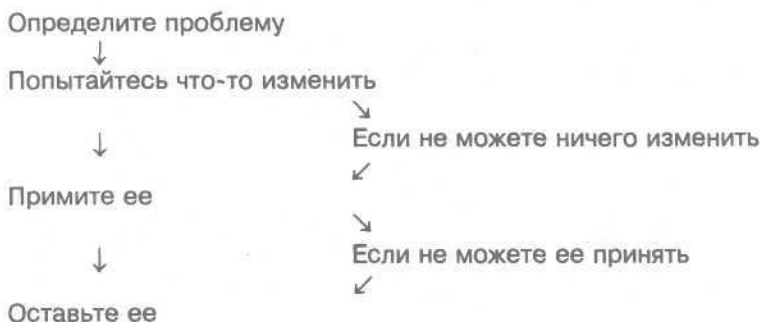 Определите проблему
↓
Попытайтесь что-то изменить
↘
↓ Если не можете ничего изменить
↙
Примите ее
↘
↓ Если не можете ее принять
↙
Оставьте ее